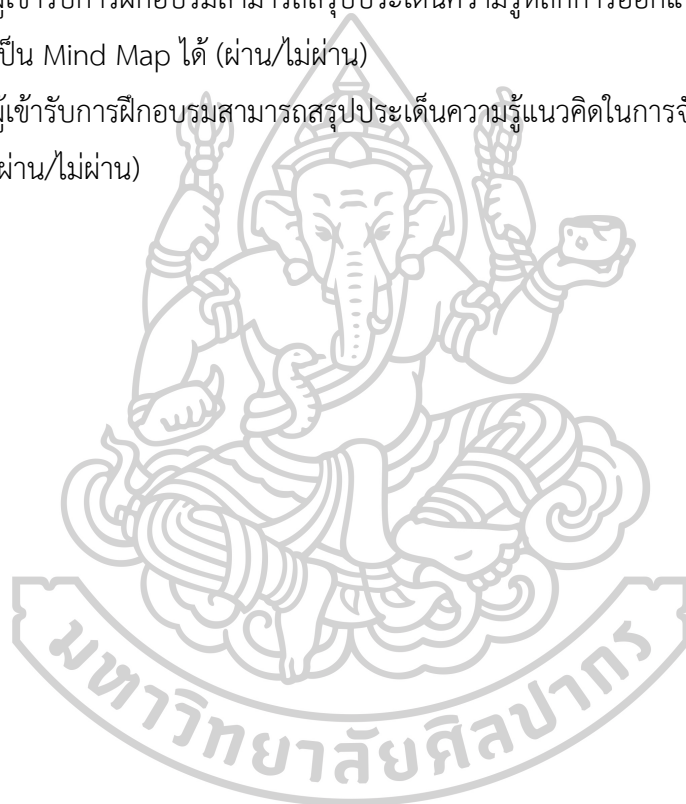 ผู้เข้ารับการฝึกอบรมสามารถสรุปประเด็นความรู้หลักการออกแ
ป็น Mind Map ได้ (ผ่าน/ไม่ผ่าน)
ผู้เข้ารับการฝึกอบรมสามารถสรุปประเด็นความรู้แนวคิดในการจั
ผ่าน/ไม่ผ่าน)
มหาวิทยาลัยศิลปากร